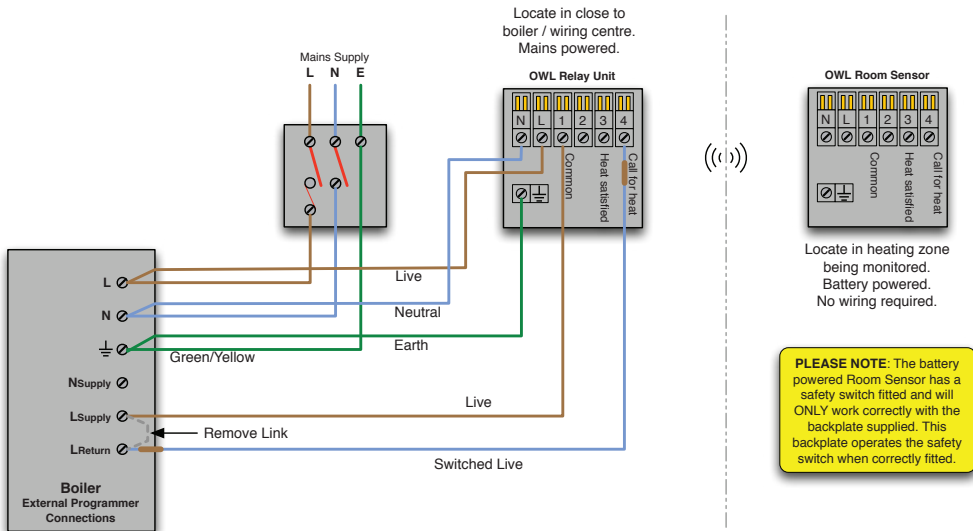 Locate in close to
boiler / wiring centre.
Mains powered.
Mains Supply
L N E
OWL Relay Unit
N L 1 2 3 4
Common
Heat satisfied
Call for heat
OWL Room Sensor
N L 1 2 3 4
Common
Heat satisfied
Call for heat
Locate in heating zone
being monitored.
Battery powered.
No wiring required.
L
Live
N
Neutral
Earth
Green/Yellow
NSupply
LSupply
Live
Remove Link
LReturn
Switched Live
Boiler
External Programmer
Connections
PLEASE NOTE: The battery
powered Room Sensor has a
safety switch fitted and will
ONLY work correctly with the
backplate supplied. This
backplate operates the safety
switch when correctly fitted.